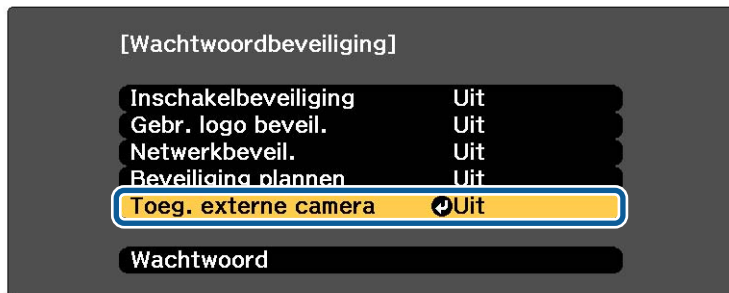 [Wachtwoordbeveiliging]
Inschakelbeveiliging Uit
Gebr. logo beveil. Uit
Netwerkbeveil. Uit
Beveiliging plannen Uit
Toeg. externe camera Uit
Wachtwoord